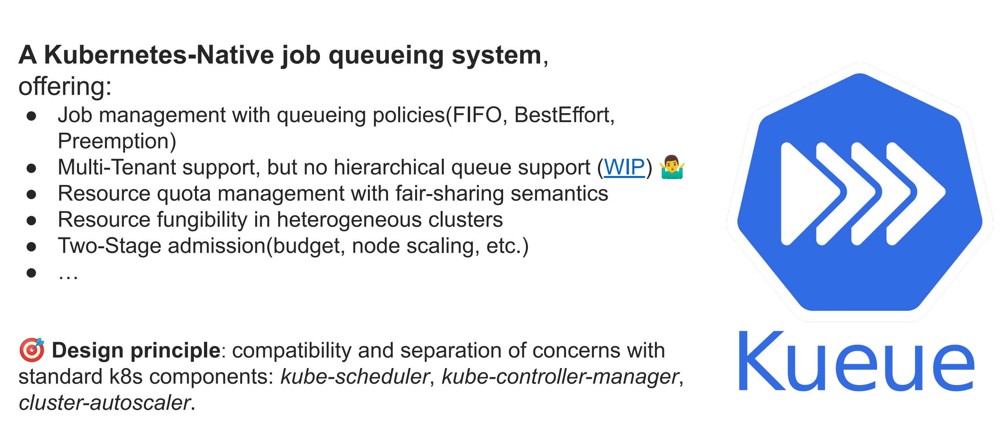 A Kubernetes-Native job queueing system,
offering:
● Job management with queueing policies(FIFO, BestEffort,
Preemption)
● Multi-Tenant support, but no hierarchical queue support (WIP) 🤷‍♂️
● Resource quota management with fair-sharing semantics
● Resource fungibility in heterogeneous clusters
● Two-Stage admission(budget, node scaling, etc.)
● …
🎯 Design principle: compatibility and separation of concerns with
standard k8s components: kube-scheduler, kube-controller-manager,
cluster-autoscaler.
Kueue